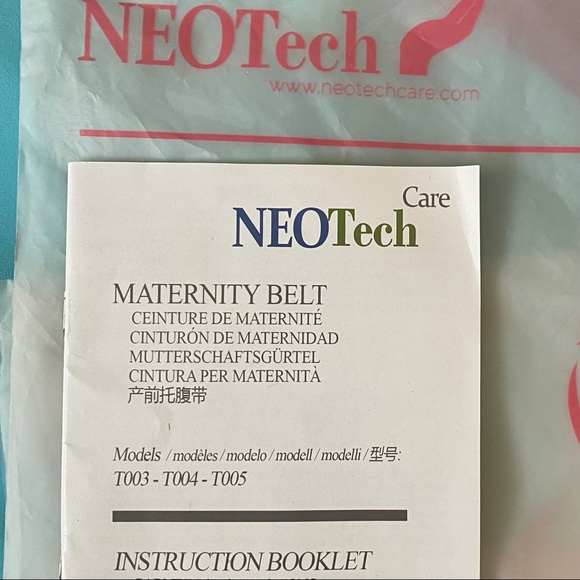 NEOTech
www.neotechcare.com
Care
NEOTech
MATERNITY BELT
CEINTURE DE MATERNITÉ
CINTURÓN DE MATERNIDAD
MUTTERSCHAFTSGÜRTEL
CINTURA PER MATERNITÀ
产前托腹带
Models / modèles / modelo / modell / modelli / 型号:
T003 - T004 - T005
INSTRUCTION BOOKLET